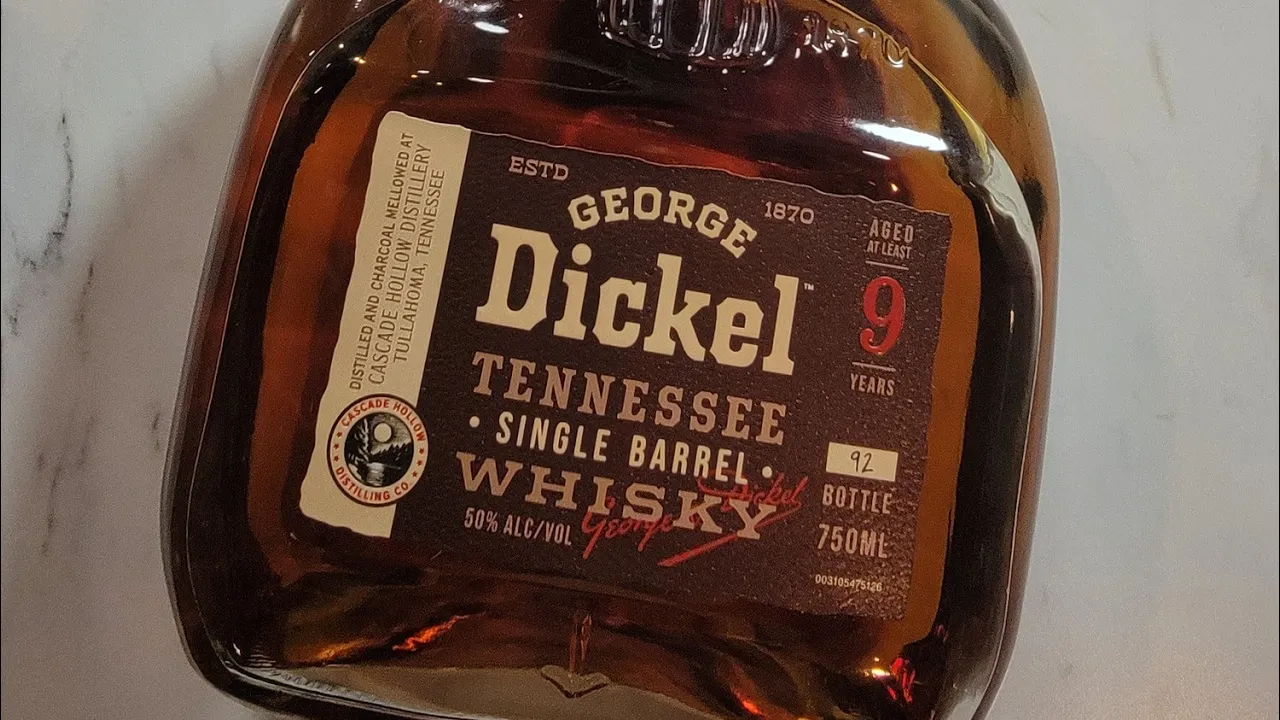 1870
DISTILLED AND CHARCOAL MELLOWED AT
CASCADE HOLLOW DISTILLERY
TULLAHOMA, TENNESSEE
CASCADE HOLLOW
DISTILLING CO.
ESTD
1870
GEORGE
Dickel™
TENNESSEE
• SINGLE BARREL •
WHISKY
50% ALC/VOL
George Dickel
AGED
AT LEAST
9
YEARS
92
BOTTLE
750ML
003105475126